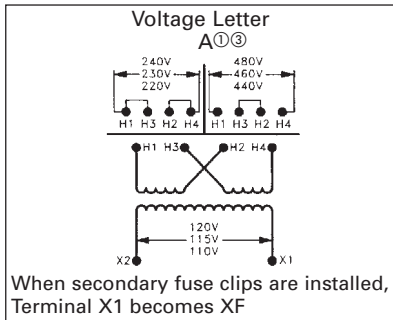 Voltage Letter
A①③
240V 480V
230V 460V
220V 440V
H1 H3 H2 H4 H1 H3 H2 H4
H1 H3 H2 H4
120V
115V
110V
X2 X1
When secondary fuse clips are installed,
Terminal X1 becomes XF